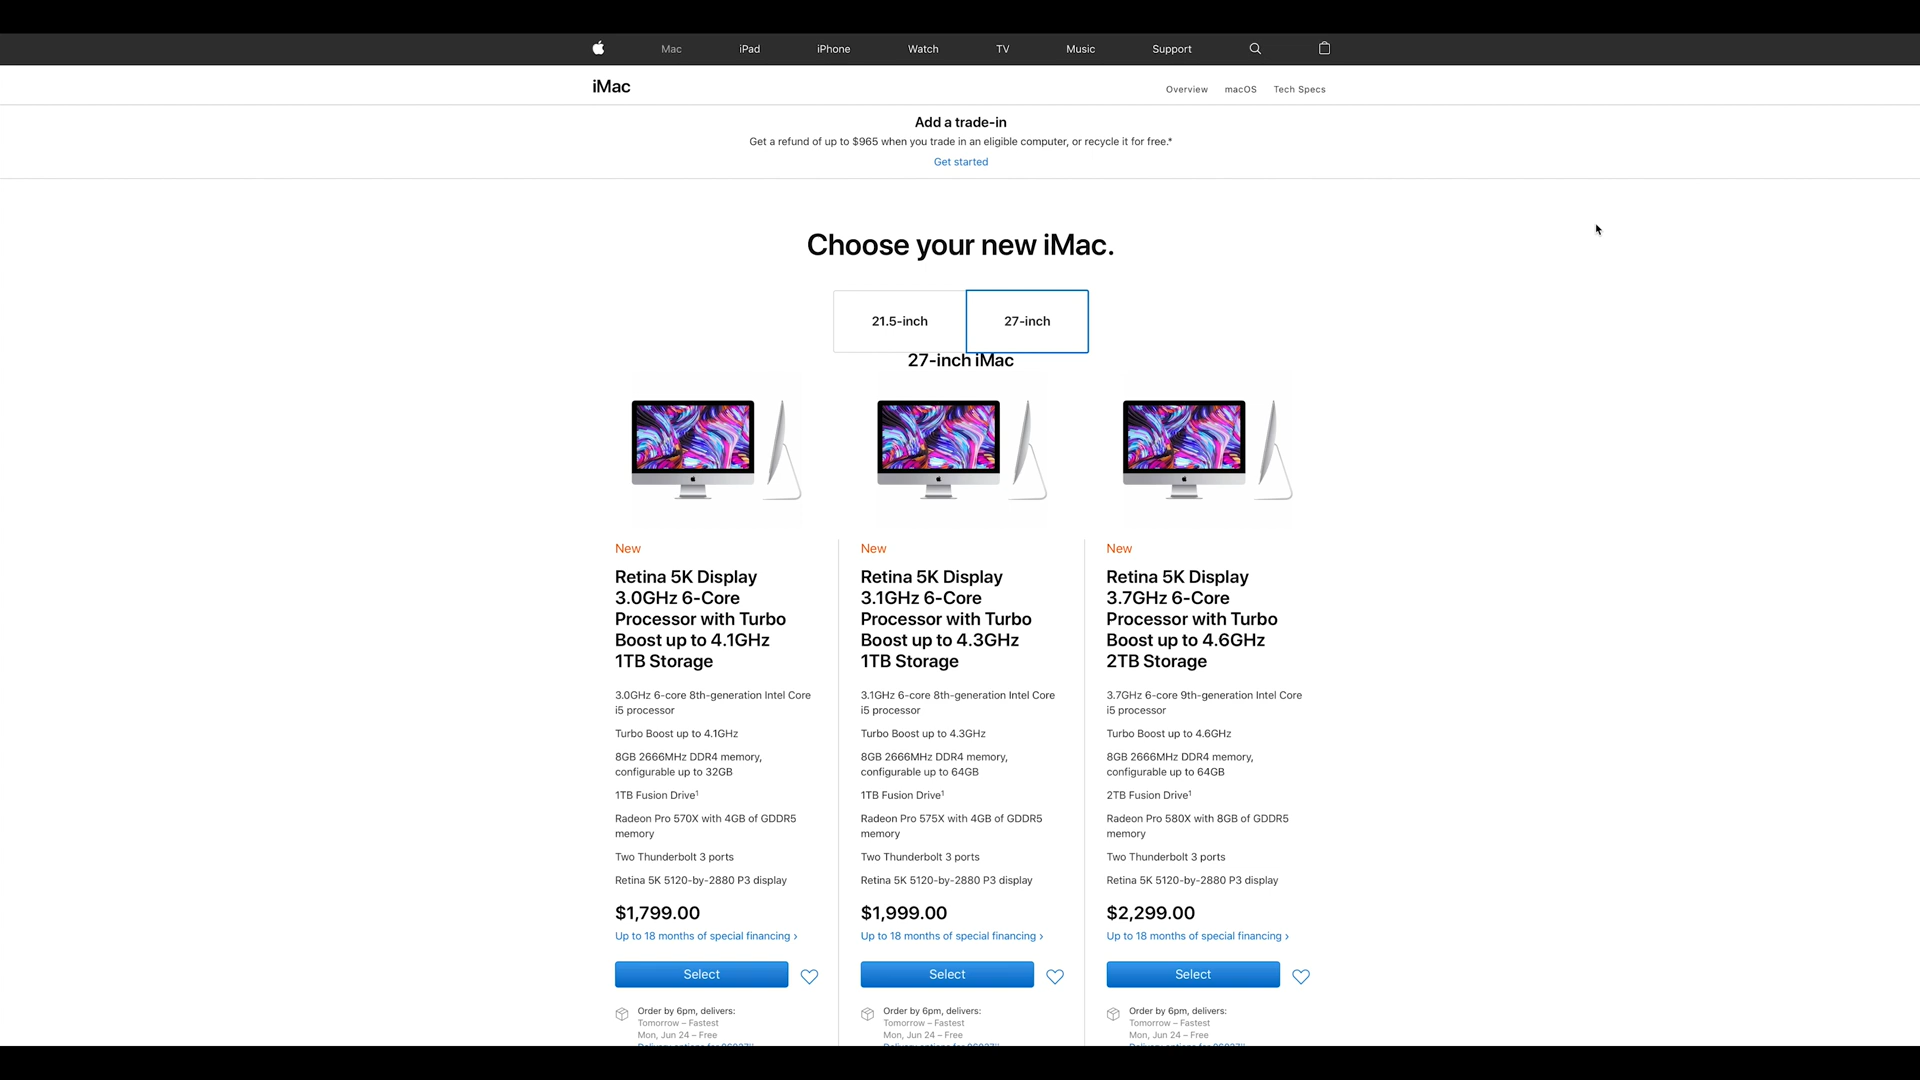 Mac
iPad
iPhone
Watch
TV
Music
Support
iMac
Overview
macOS
Tech Specs
Add a trade-in
Get a refund of up to $965 when you trade in an eligible computer, or recycle it for free.*
Get started
Choose your new iMac.
21.5-inch
27-inch
27-inch iMac
New
Retina 5K Display
3.0GHz 6-Core
Processor with Turbo
Boost up to 4.1GHz
1TB Storage
3.0GHz 6-core 8th-generation Intel Core
i5 processor
Turbo Boost up to 4.1GHz
8GB 2666MHz DDR4 memory,
configurable up to 32GB
1TB Fusion Drive¹
Radeon Pro 570X with 4GB of GDDR5
memory
Two Thunderbolt 3 ports
Retina 5K 5120-by-2880 P3 display
$1,799.00
Up to 18 months of special financing ›
Select
Order by 6pm, delivers:
Tomorrow – Fastest
Mon, Jun 24 – Free
New
Retina 5K Display
3.1GHz 6-Core
Processor with Turbo
Boost up to 4.3GHz
1TB Storage
3.1GHz 6-core 8th-generation Intel Core
i5 processor
Turbo Boost up to 4.3GHz
8GB 2666MHz DDR4 memory,
configurable up to 64GB
1TB Fusion Drive¹
Radeon Pro 575X with 4GB of GDDR5
memory
Two Thunderbolt 3 ports
Retina 5K 5120-by-2880 P3 display
$1,999.00
Up to 18 months of special financing ›
Select
Order by 6pm, delivers:
Tomorrow – Fastest
Mon, Jun 24 – Free
New
Retina 5K Display
3.7GHz 6-Core
Processor with Turbo
Boost up to 4.6GHz
2TB Storage
3.7GHz 6-core 9th-generation Intel Core
i5 processor
Turbo Boost up to 4.6GHz
8GB 2666MHz DDR4 memory,
configurable up to 64GB
2TB Fusion Drive¹
Radeon Pro 580X with 8GB of GDDR5
memory
Two Thunderbolt 3 ports
Retina 5K 5120-by-2880 P3 display
$2,299.00
Up to 18 months of special financing ›
Select
Order by 6pm, delivers:
Tomorrow – Fastest
Mon, Jun 24 – Free